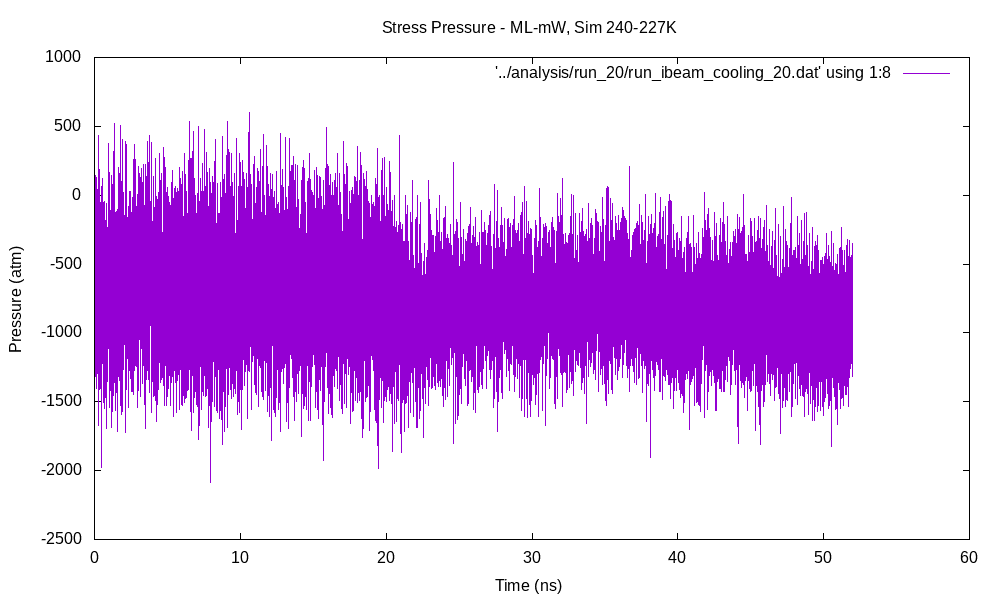 Stress Pressure - ML-mW, Sim 240-227K
'../analysis/run_20/run_ibeam_cooling_20.dat' using 1:8
1000
500
0
-500
-1000
-1500
-2000
-2500
Pressure (atm)
0 10 20 30 40 50 60
Time (ns)